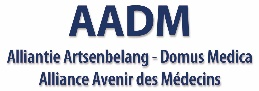 AADM
Alliantie Artsenbelang - Domus Medica
Alliance Avenir des Médecins